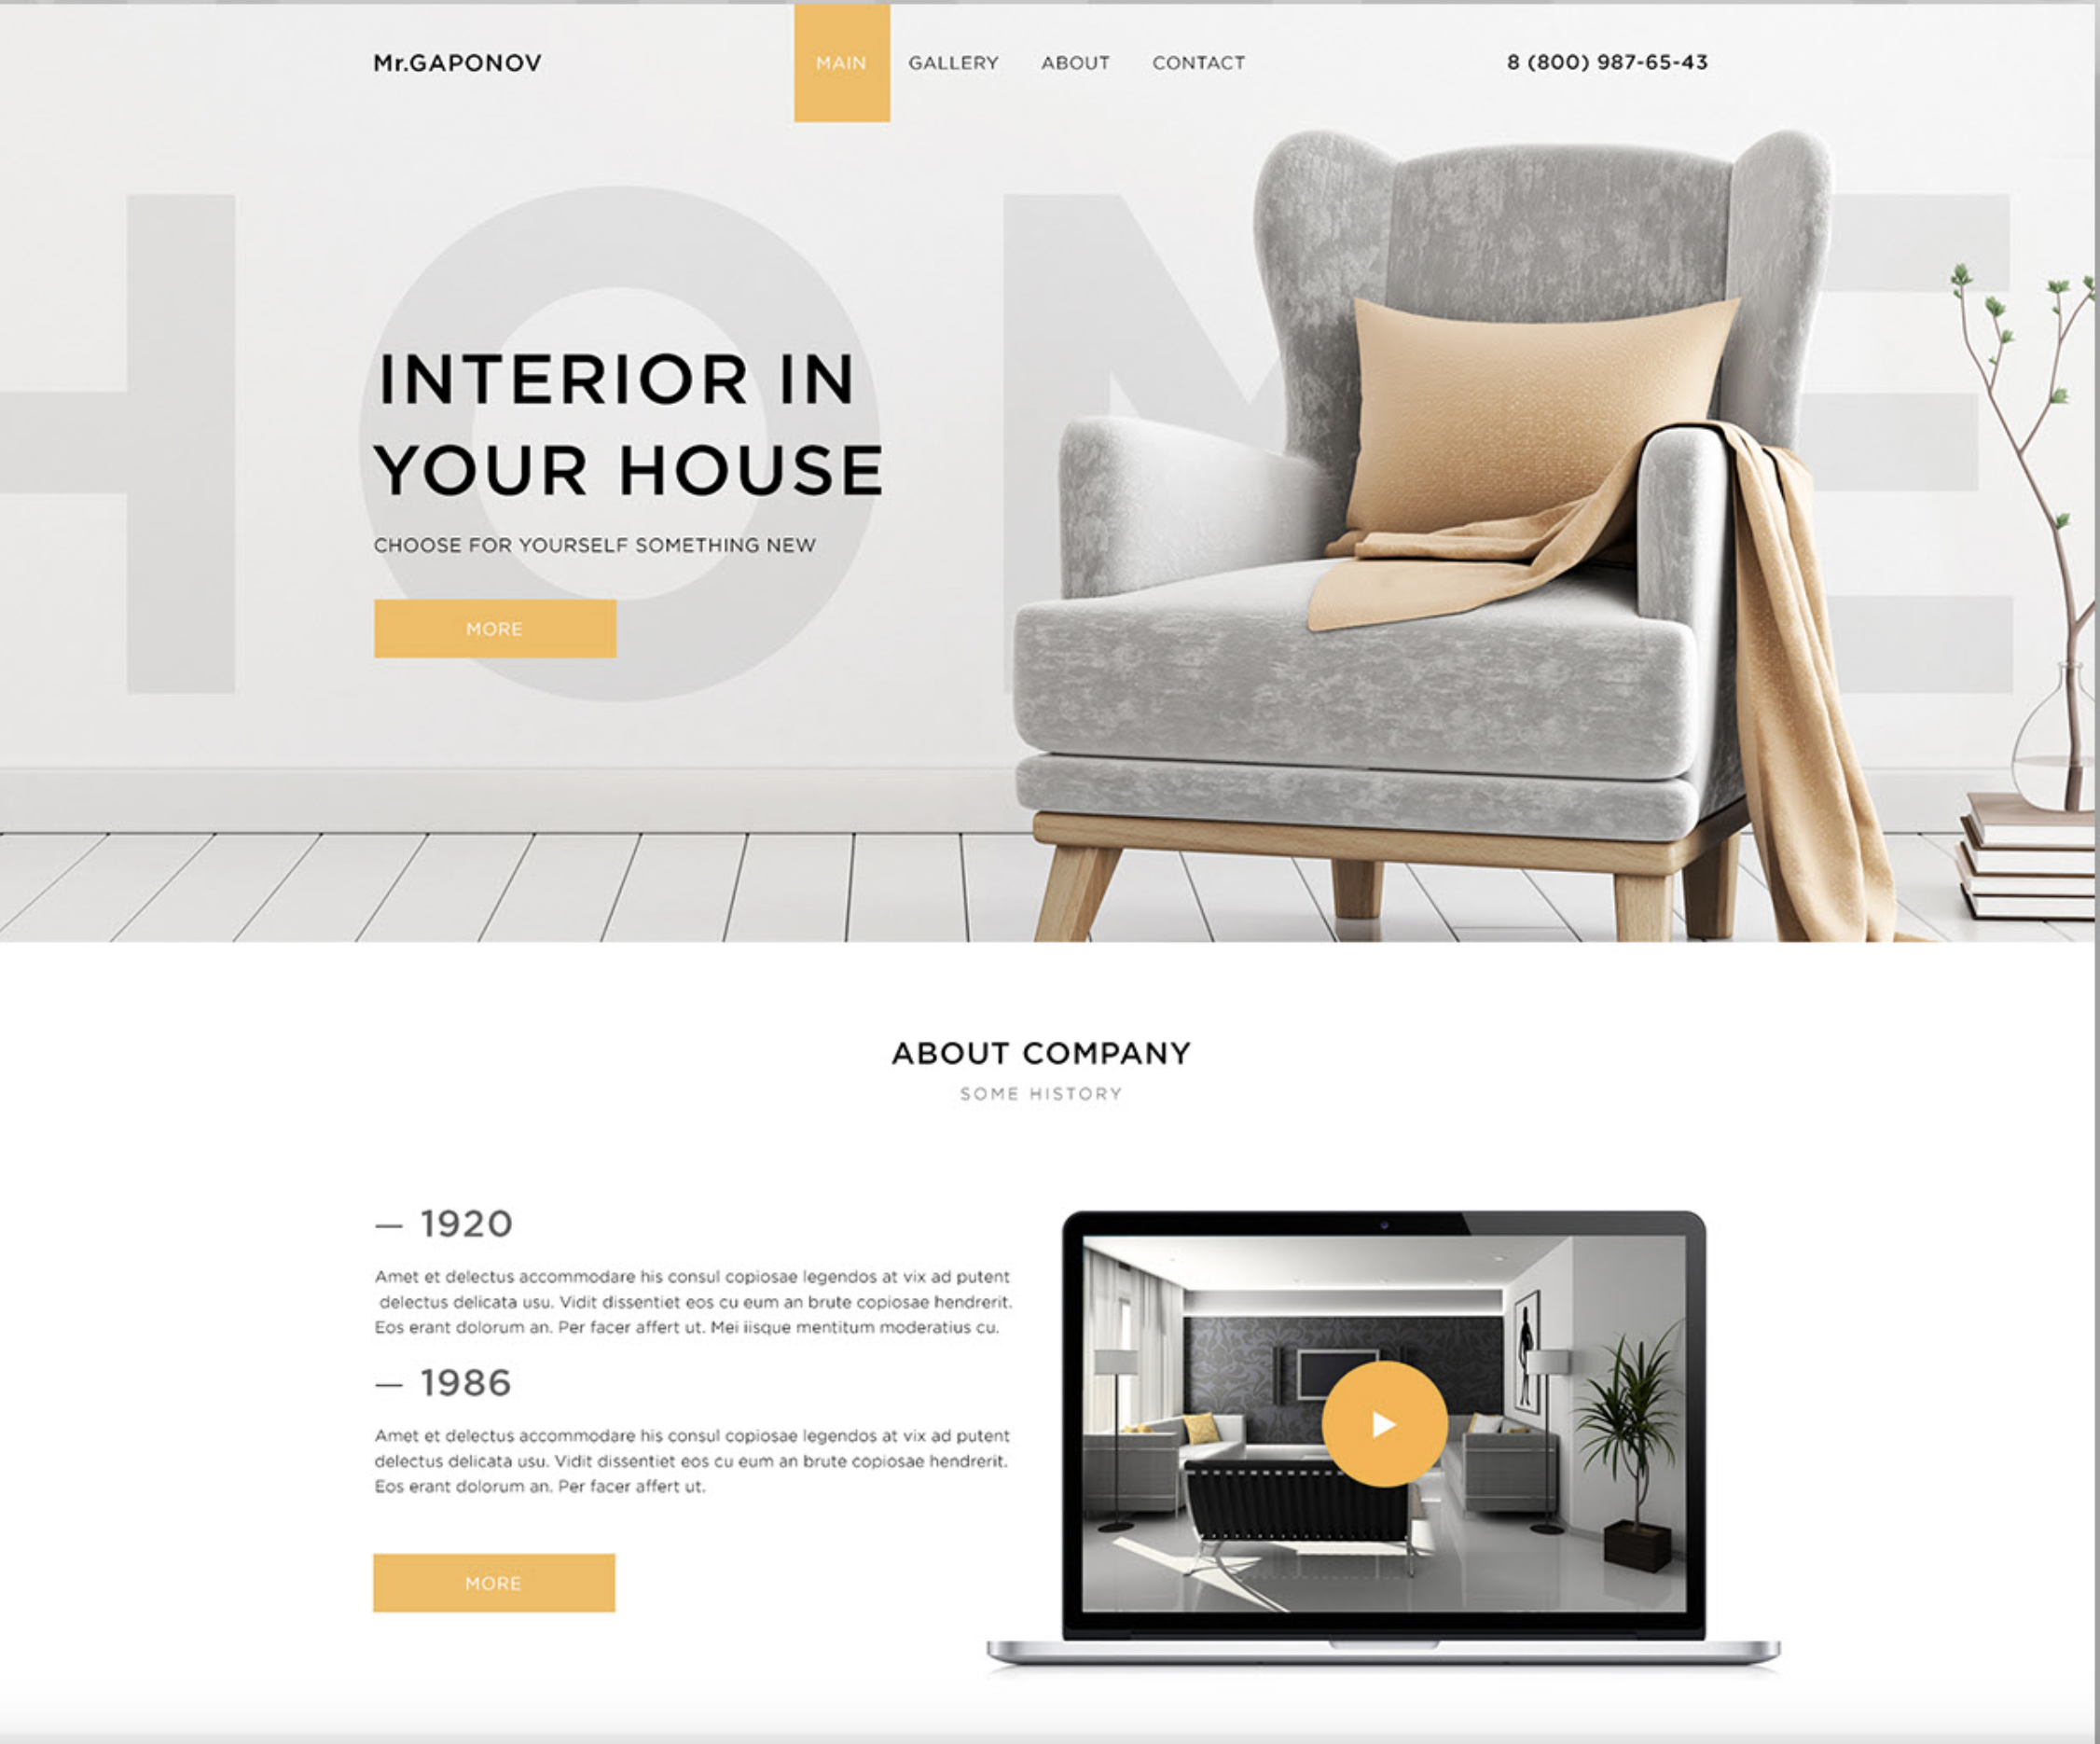 Mr.GAPONOV
MAIN
GALLERY
ABOUT
CONTACT
8 (800) 987-65-43
HOME
INTERIOR IN
YOUR HOUSE
CHOOSE FOR YOURSELF SOMETHING NEW
MORE
ABOUT COMPANY
SOME HISTORY
— 1920
Amet et delectus accommodare his consul copiosae legendos at vix ad putent
delectus delicata usu. Vidit dissentiet eos cu eum an brute copiosae hendrerit.
Eos erant dolorum an. Per facer affert ut. Mei iisque mentitum moderatius cu.
— 1986
Amet et delectus accommodare his consul copiosae legendos at vix ad putent
delectus delicata usu. Vidit dissentiet eos cu eum an brute copiosae hendrerit.
Eos erant dolorum an. Per facer affert ut.
MORE